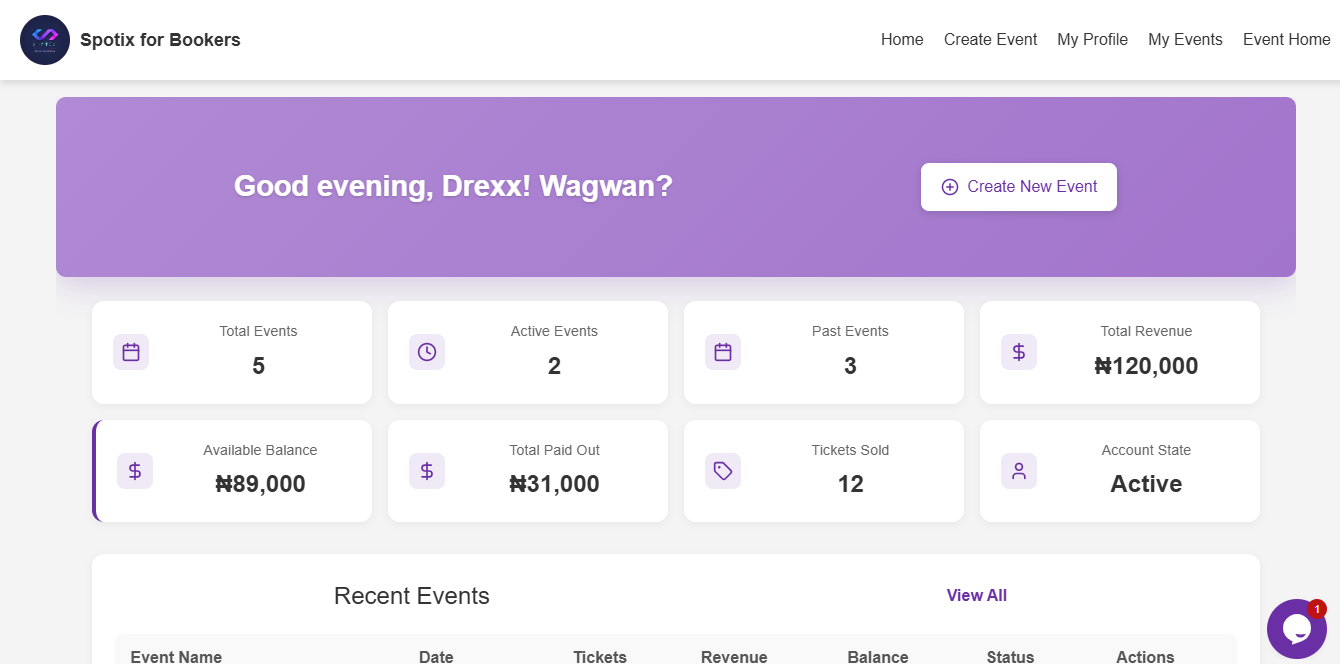 Spotix for Bookers
Home Create Event My Profile My Events Event Home
Good evening, Drexx! Wagwan?
Create New Event
Total Events
5
Active Events
2
Past Events
3
Total Revenue
₦120,000
Available Balance
₦89,000
Total Paid Out
₦31,000
Tickets Sold
12
Account State
Active
Recent Events
View All
Event Name Date Tickets Revenue Balance Status Actions
1